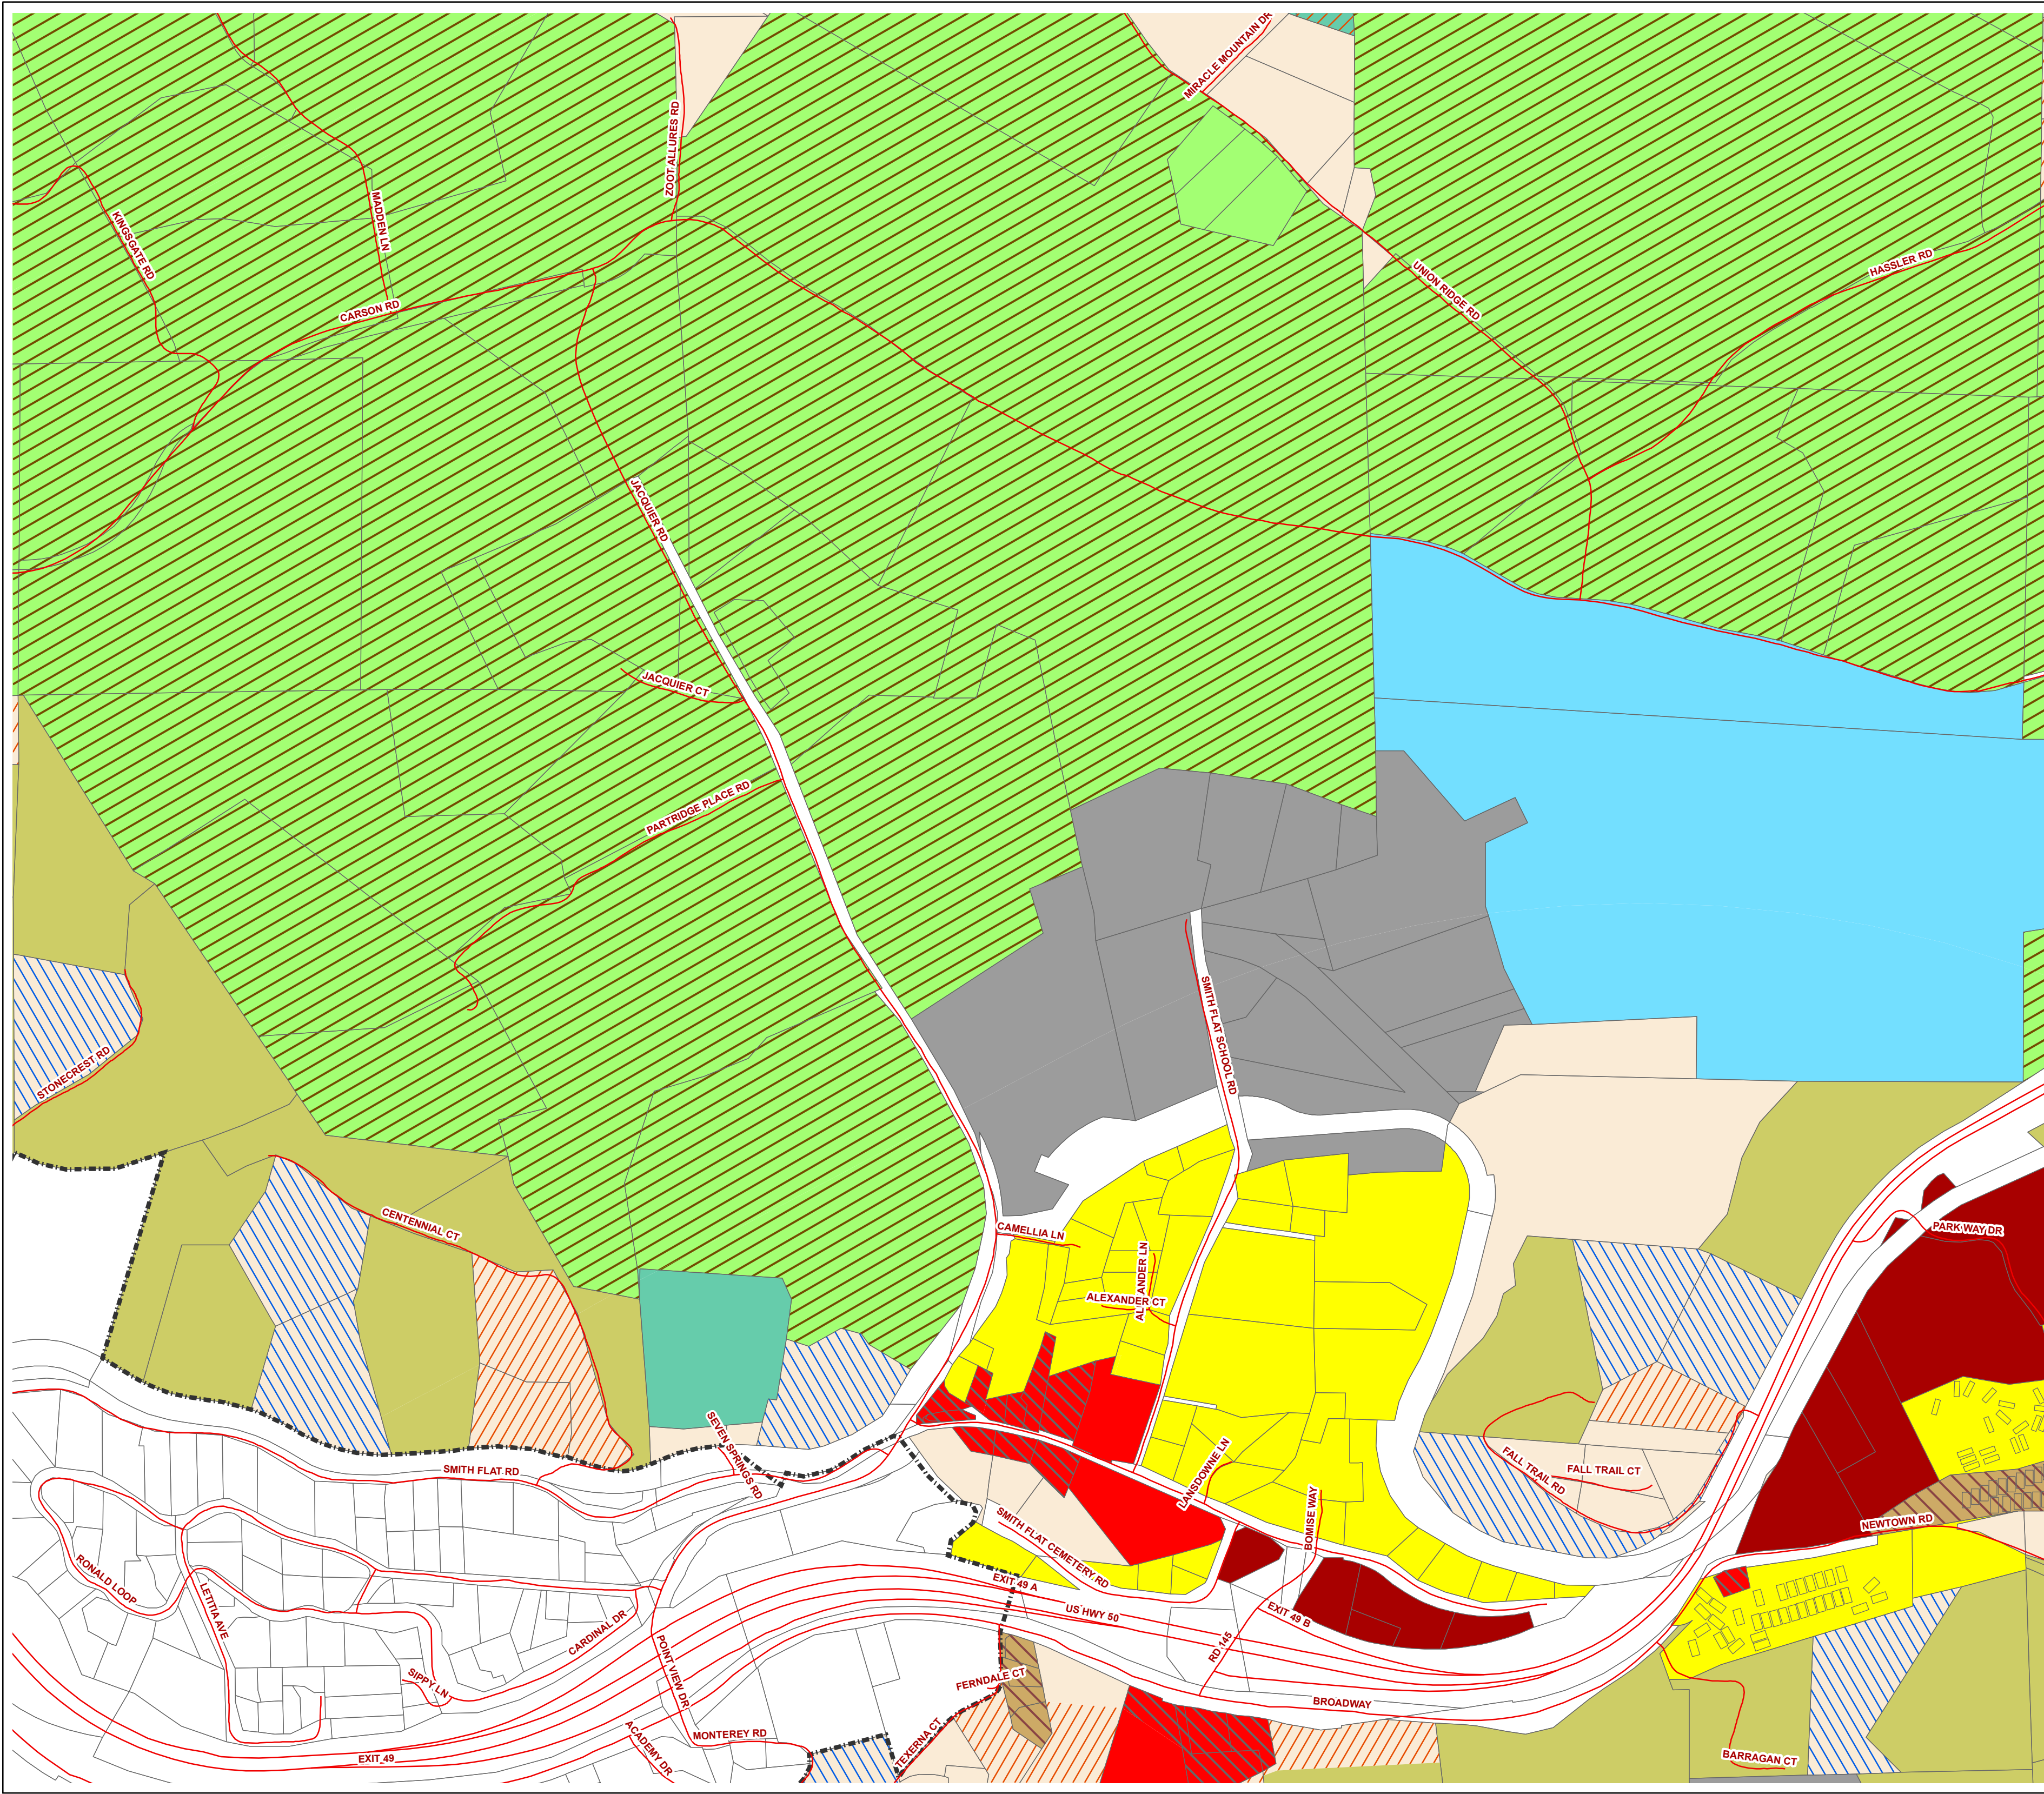 MIRACLE MOUNTAIN DR
ZOOT ALLURES RD
MADDEN LN
KINGSGATE RD
HASSLER RD
UNION RIDGE RD
CARSON RD
JACQUIER RD
JACQUIER CT
PARTRIDGE PLACE RD
SMITH FLAT SCHOOL RD
STONECREST RD
CENTENNIAL CT
CAMELLIA LN
PARK WAY DR
ALEXANDER CT
SMITH FLAT RD
SEVEN SPRINGS RD
LANSDOWNE LN
FALL TRAIL RD
FALL TRAIL CT
BOMISE WAY
NEWTOWN RD
SMITH FLAT CEMETERY RD
RONALD LOOP
LETITIA AVE
EXIT 49 A
US HWY 50
EXIT 49 B
CARDINAL DR
RD 145
POINT VIEW DR
SIPPY LN
FERNDALE CT
BROADWAY
TEXERNA CT
MONTEREY RD
ACADEMY DR
EXIT 49
BARRAGAN CT